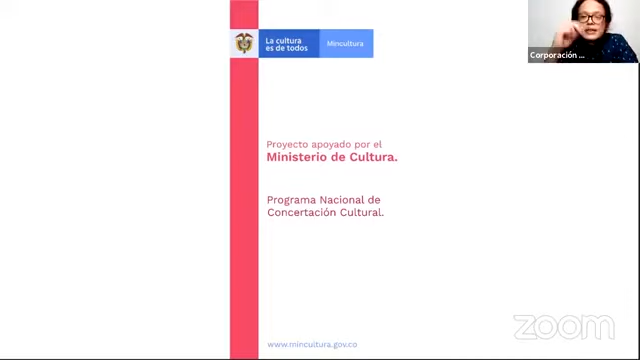 La cultura
es de todos
Mincultura
Corporación ...
Proyecto apoyado por el
Ministerio de Cultura.
Programa Nacional de
Concertación Cultural.
www.mincultura.gov.co
zoom